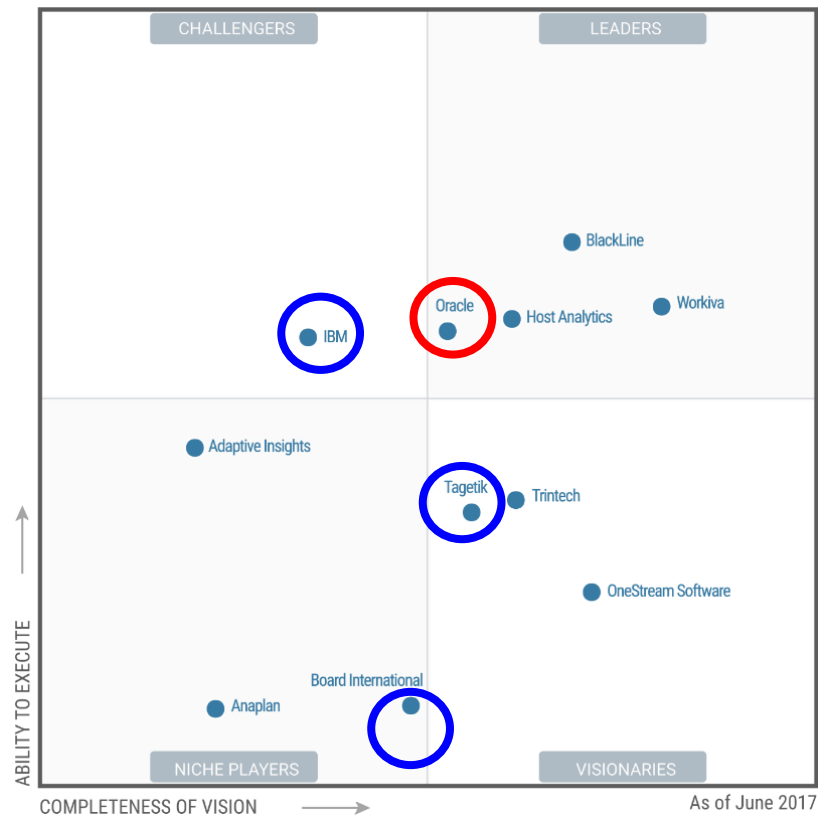 CHALLENGERS
LEADERS
BlackLine
Oracle
Workiva
Host Analytics
IBM
Adaptive Insights
Tagetik
Trintech
OneStream Software
Board International
Anaplan
NICHE PLAYERS
VISIONARIES
ABILITY TO EXECUTE
COMPLETENESS OF VISION
As of June 2017